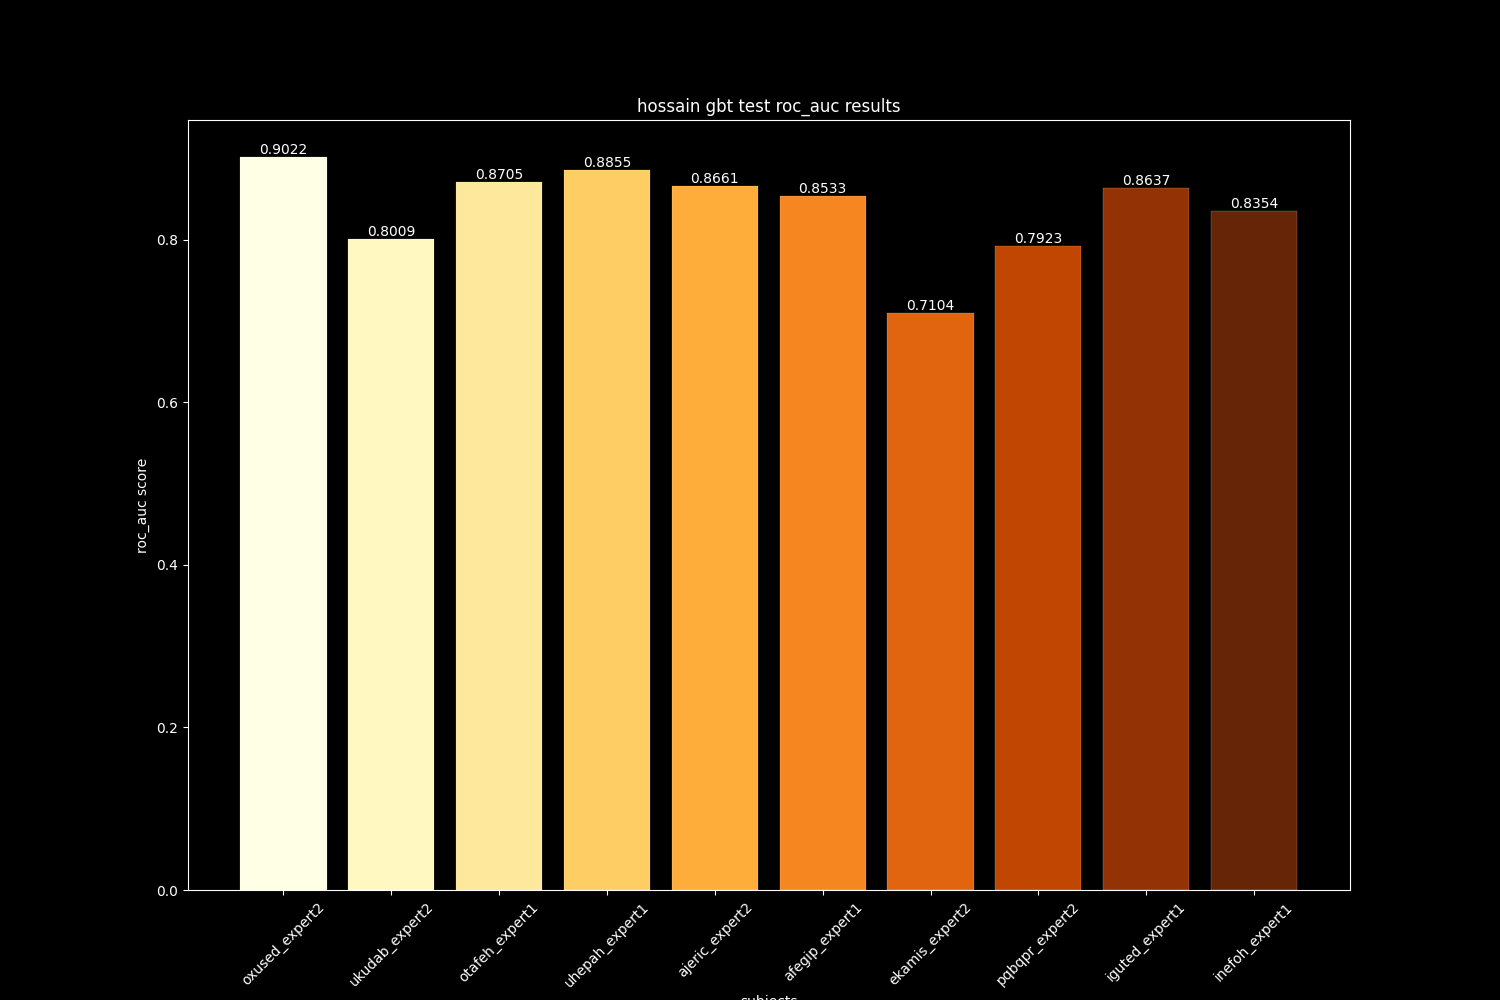 hossain gbt test roc_auc results
0.9022
0.8009
0.8705
0.8855
0.8661
0.8533
0.7104
0.7923
0.8637
0.8354
roc_auc score
0.8
0.6
0.4
0.2
0.0
oxused_expert2
ukudab_expert2
otafeh_expert1
uhepah_expert1
ajeric_expert2
afegip_expert1
ekamis_expert2
pqbqpr_expert2
iguted_expert1
inefoh_expert1
subjects